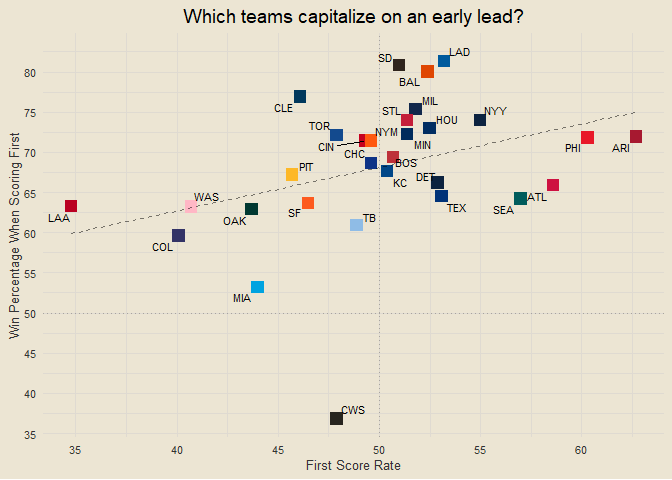 Which teams capitalize on an early lead?
Win Percentage When Scoring First
80
75
70
65
60
55
50
45
40
35
SD
LAD
BAL
CLE
MIL
STL
HOU
NYY
TOR
NYM
MIN
CIN
CHC
BOS
PHI
ARI
PIT
KC
DET
LAA
WAS
OAK
SF
TB
TEX
SEA
ATL
COL
MIA
CWS
35
40
45
50
55
60
First Score Rate